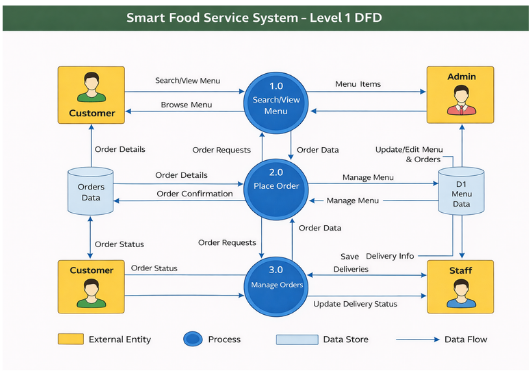 Smart Food Service System – Level 1 DFD
Customer
Search/View Menu
Browse Menu
1.0
Search/View
Menu
Menu Items
Admin
Order Details
Order Requests
Order Data
Update/Edit Menu
& Orders
Orders
Data
Order Details
Order Confirmation
2.0
Place Order
Manage Menu
Manage Menu
D1
Menu
Data
Order Status
Order Requests
Order Data
Save Delivery Info
Customer
Order Status
3.0
Manage Orders
Deliveries
Update Delivery Status
Staff
External Entity
Process
Data Store
Data Flow